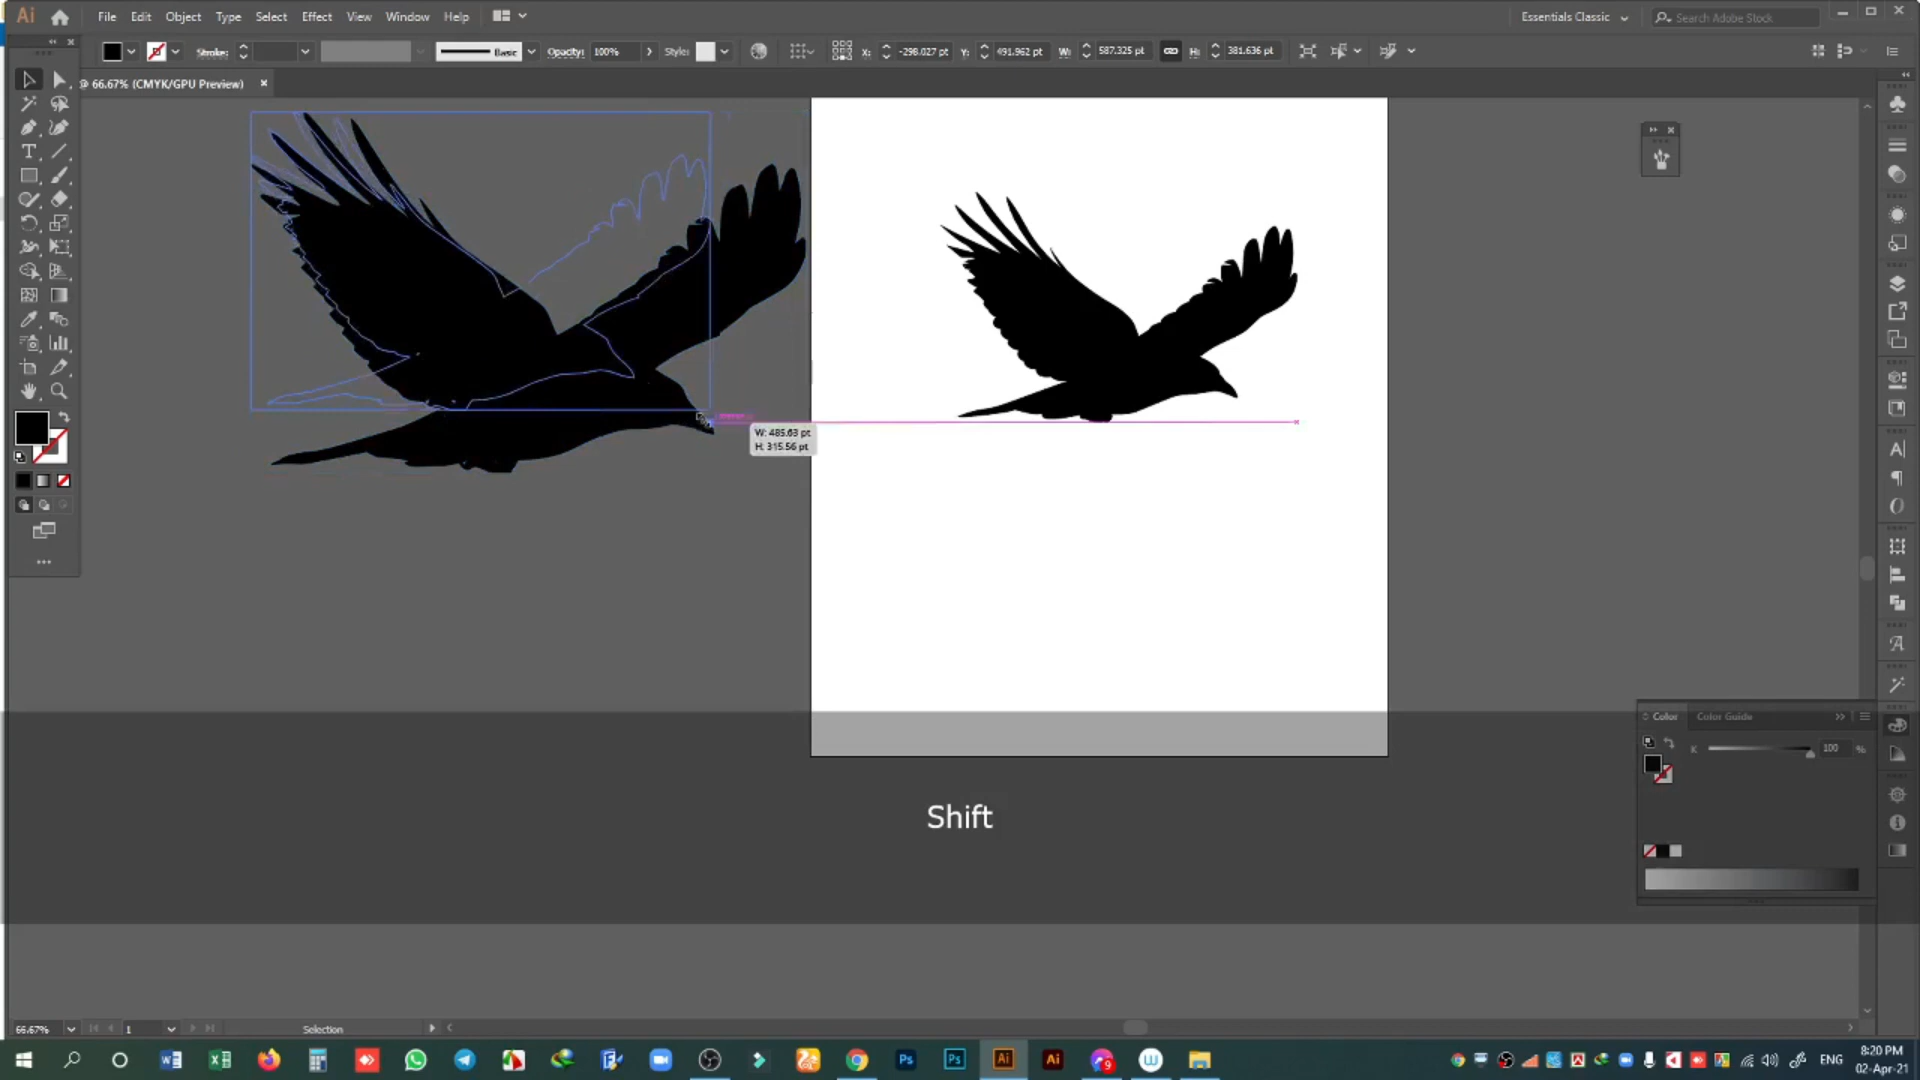 Ai File Edit Object Type Select Effect View Window Help Essentials Classic Search Adobe Stock
Stroke: Basic Opacity: 100% Style: X: -298.027 pt Y: 491.962 pt W: 587.325 pt H: 381.636 pt
@ 66.67% (CMYK/GPU Preview)
W: 485.63 pt
H: 315.56 pt
Color Color Guide
K 100 %
Shift
66.67% 1 Selection
ENG 8:20 PM
02-Apr-21